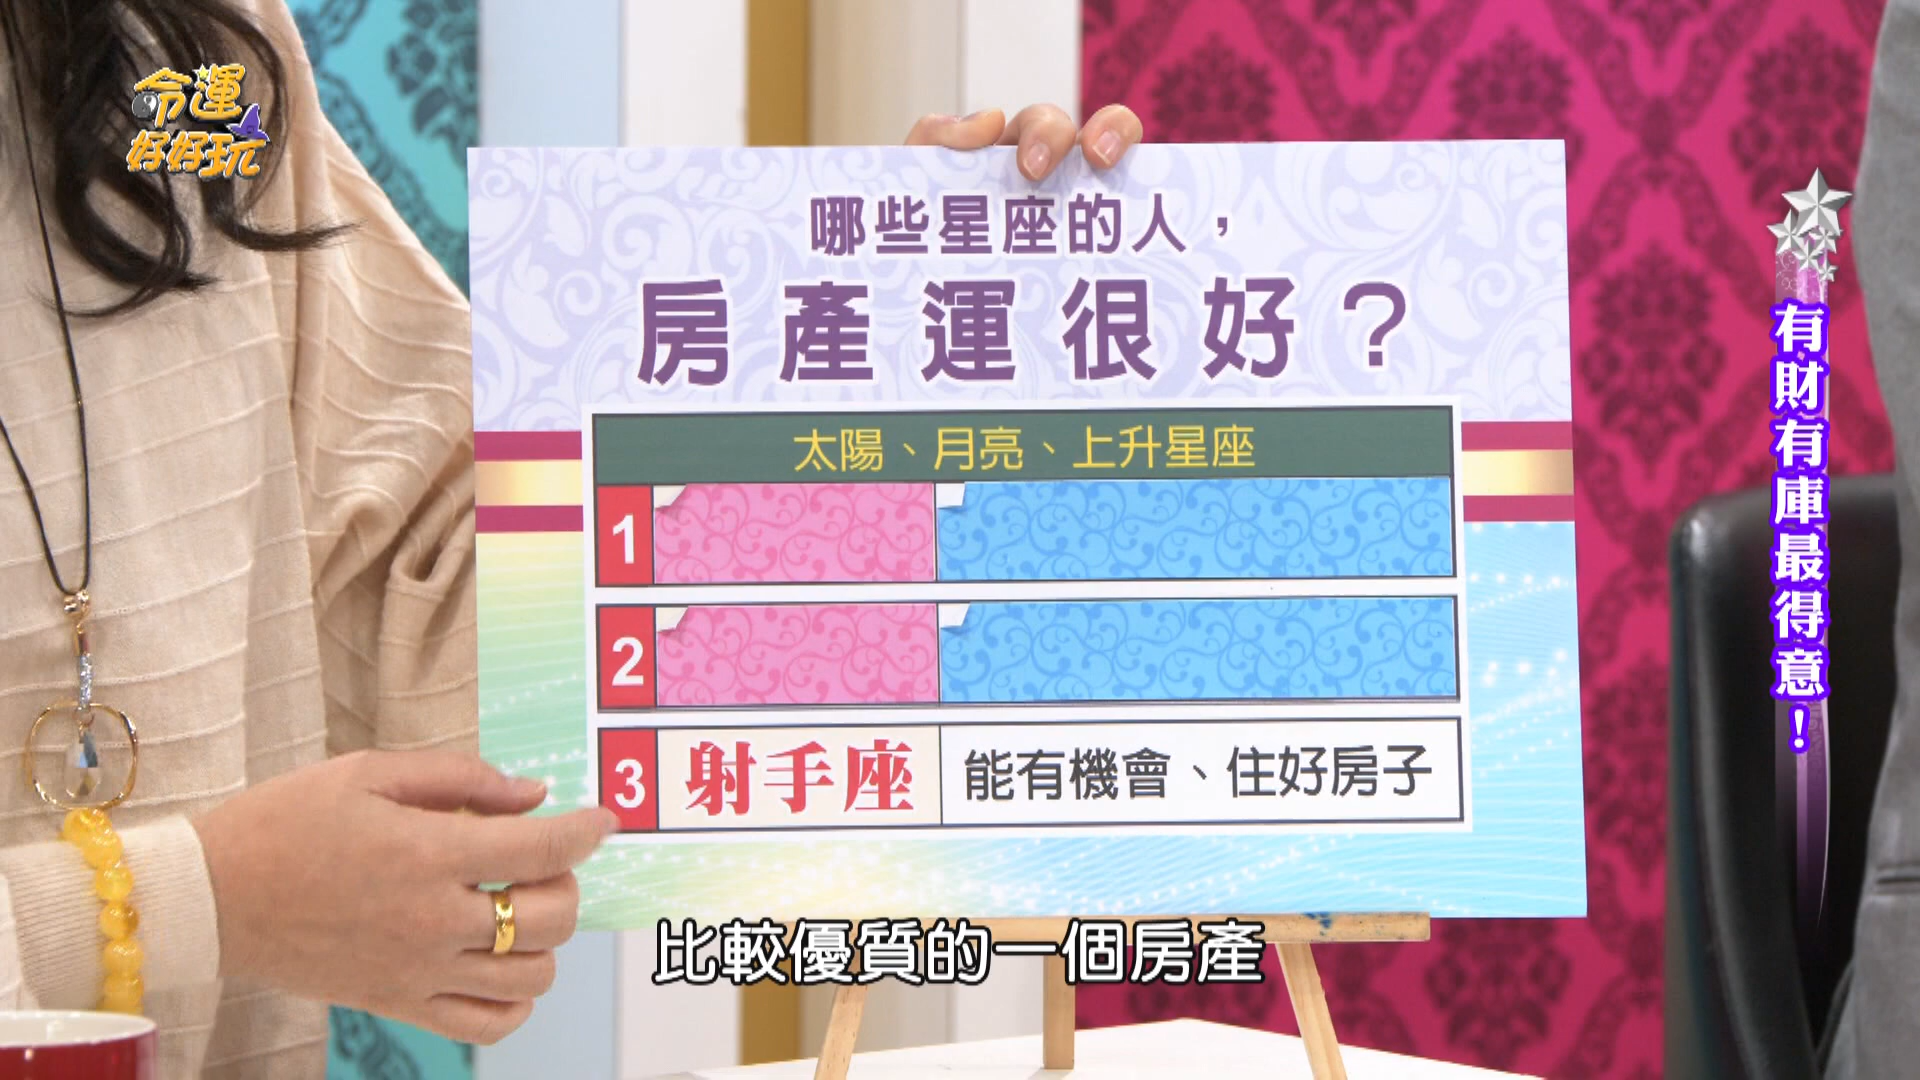 命運
好好玩
哪些星座的人，
房產運很好？
太陽、月亮、上升星座
1
2
3 射手座 能有機會、住好房子
有財有庫最得意！
比較優質的一個房產